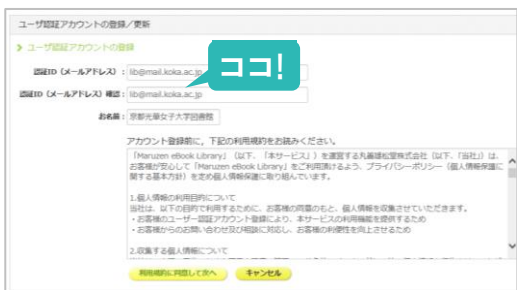 ユーザ認証アカウントの登録／更新
ユーザ認証アカウントの登録
認証ID（メールアドレス）：lib@mail.koka.ac.jp
認証ID（メールアドレス）確認：lib@mail.koka.ac.jp
ココ!
お名前：京都光華女子大学図書館
アカウント登録前に，下記の利用規約をお読みください。
「Maruzen eBook Library」（以下、「本サービス」）を運営する丸善雄松堂株式会社（以下、「当社」）は、
お客様が安心して「Maruzen eBook Library」をご利用頂けるよう、プライバシーポリシー（個人情報保護に
関する基本方針）を定め個人情報保護に取り組んでいます。
1.個人情報の利用目的について
当社は、以下の目的で利用するために、お客様の同意のもと、個人情報を収集させていただきます。
・お客様のユーザー認証アカウント登録により、本サービスの利用機能を提供するため
・お客様からのお問い合わせ及び相談に対応し、お客様の利便性を向上させるため
2.収集する個人情報について
利用規約に同意して次へ
キャンセル